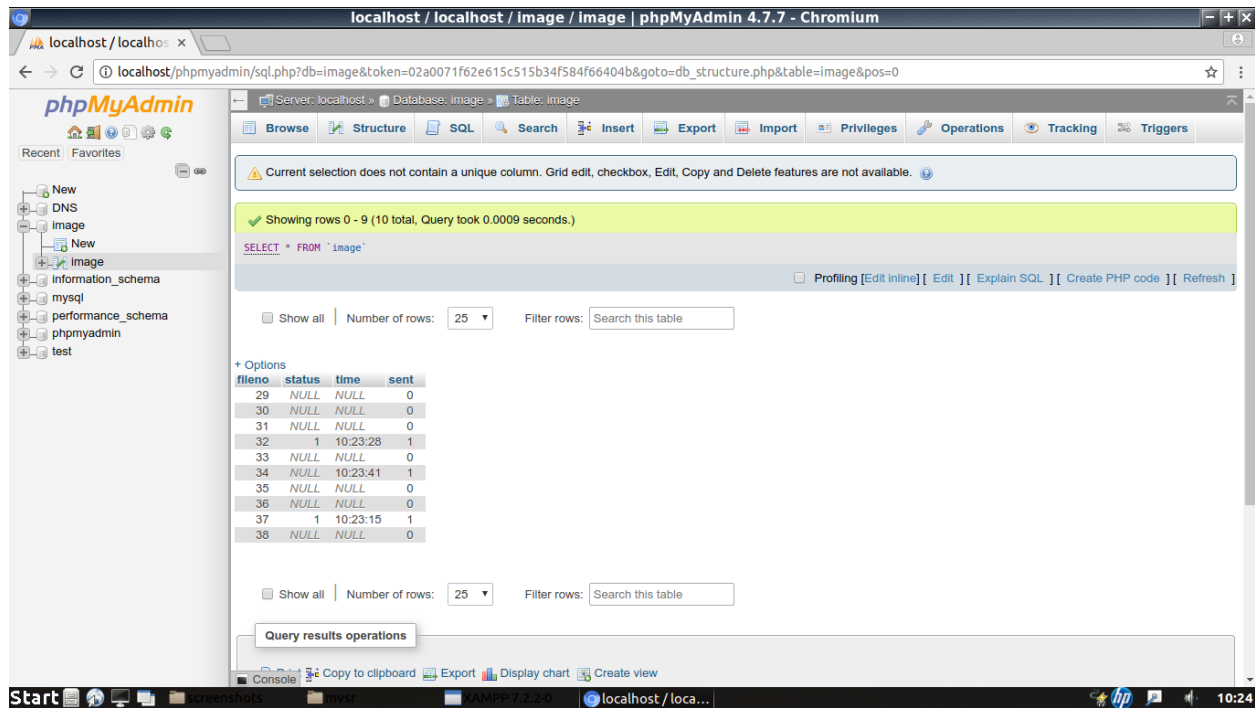 localhost / localhost / image / image | phpMyAdmin 4.7.7 - Chromium
localhost / localhos
localhost/phpmyadmin/sql.php?db=image&token=02a0071f62e615c515b34f584f66404b&goto=db_structure.php&table=image&pos=0
phpMyAdmin
Recent Favorites
New
DNS
image
New
image
information_schema
mysql
performance_schema
phpmyadmin
test
Server: localhost » Database: image » Table: image
Browse Structure SQL Search Insert Export Import Privileges Operations Tracking Triggers
Current selection does not contain a unique column. Grid edit, checkbox, Edit, Copy and Delete features are not available.
Showing rows 0 - 9 (10 total, Query took 0.0009 seconds.)
SELECT * FROM `image`
Profiling [Edit inline] [ Edit ] [ Explain SQL ] [ Create PHP code ] [ Refresh ]
Show all | Number of rows: 25 Filter rows: Search this table
+ Options
fileno status time sent
29 NULL NULL 0
30 NULL NULL 0
31 NULL NULL 0
32 1 10:23:28 1
33 NULL NULL 0
34 NULL 10:23:41 1
35 NULL NULL 0
36 NULL NULL 0
37 1 10:23:15 1
38 NULL NULL 0
Show all | Number of rows: 25 Filter rows: Search this table
Query results operations
Print Copy to clipboard Export Display chart Create view
Console
Start screenshots mvsr XAMPP 7.2.2-0 localhost / loca... hp 10:24